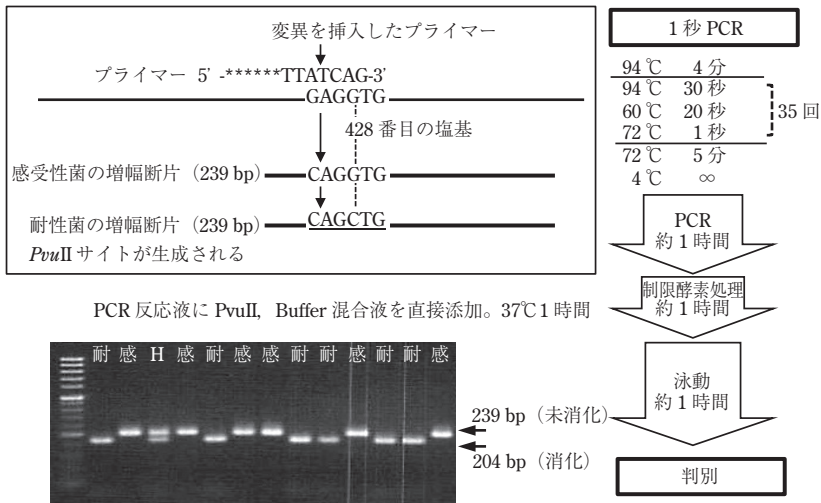 変異を挿入したプライマー
プライマー 5' -******TTATCAG-3'
GAGGTG
428 番目の塩基
感受性菌の増幅断片（239 bp）
CAGGTG
耐性菌の増幅断片（239 bp）
CAGCTG
PvuⅡ サイトが生成される
1 秒 PCR
94 ℃ 4 分
94 ℃ 30 秒
60 ℃ 20 秒
72 ℃ 1 秒
35 回
72 ℃ 5 分
4 ℃ ∞
PCR
約 1 時間
制限酵素処理
約 1 時間
泳動
約 1 時間
判別
PCR 反応液に PvuII, Buffer 混合液を直接添加。37℃ 1 時間
耐 感 H 感 耐 感 感 耐 耐 感 耐 耐 感
239 bp（未消化）
204 bp（消化）